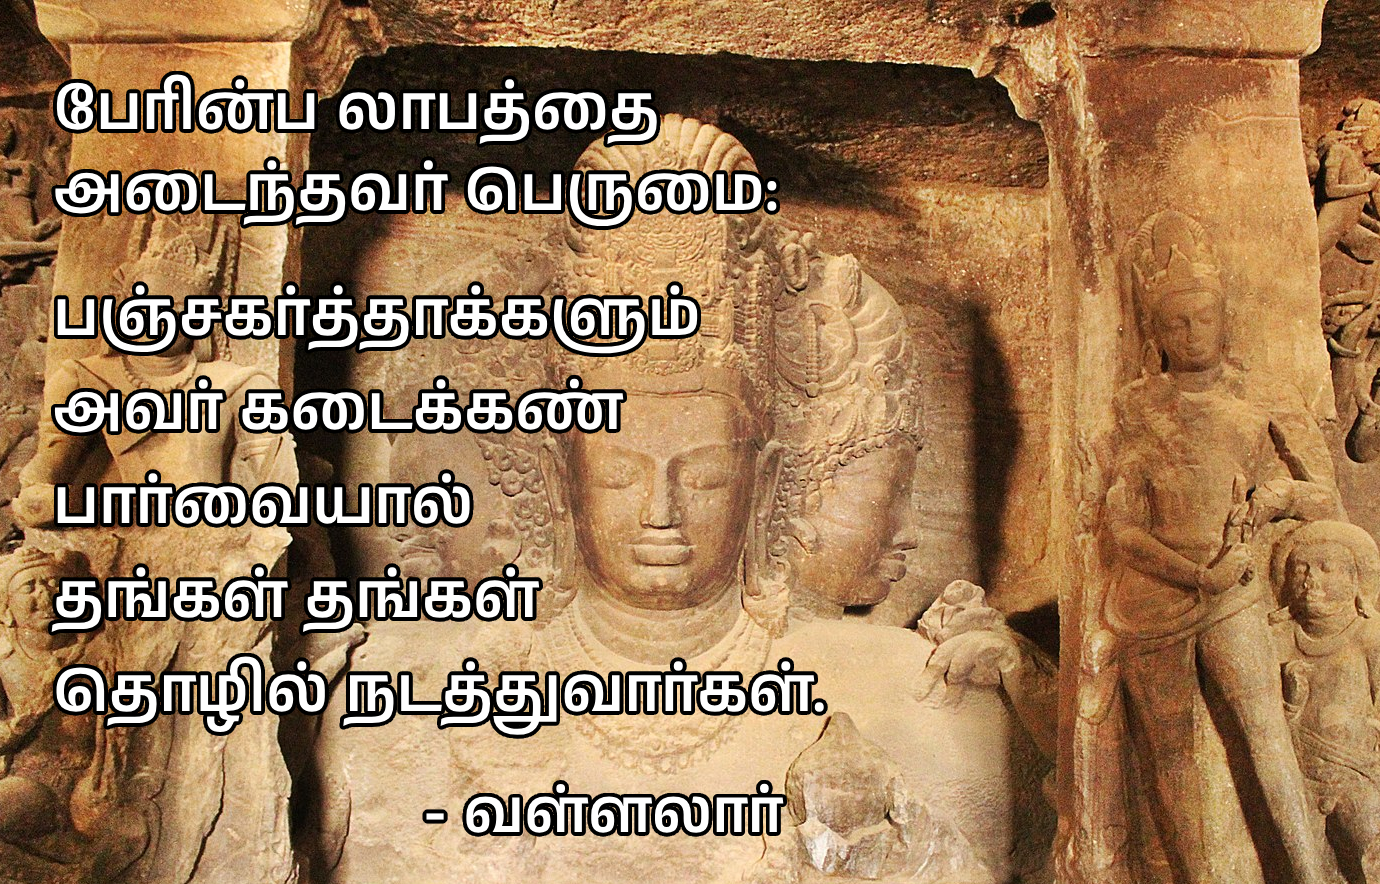 பேரின்ப லாபத்தை
அடைந்தவர் பெருமை:
பஞ்சகர்த்தாக்களும்
அவர் கடைக்கண்
பார்வையால்
தங்கள் தங்கள்
தொழில் நடத்துவார்கள்.
- வள்ளலார்